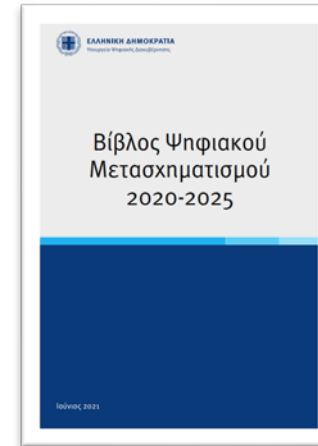 ΕΛΛΗΝΙΚΗ ΔΗΜΟΚΡΑΤΙΑ
Υπουργείο Ψηφιακής Διακυβέρνησης
Βίβλος Ψηφιακού
Μετασχηματισμού
2020-2025
Ιούνιος 2021